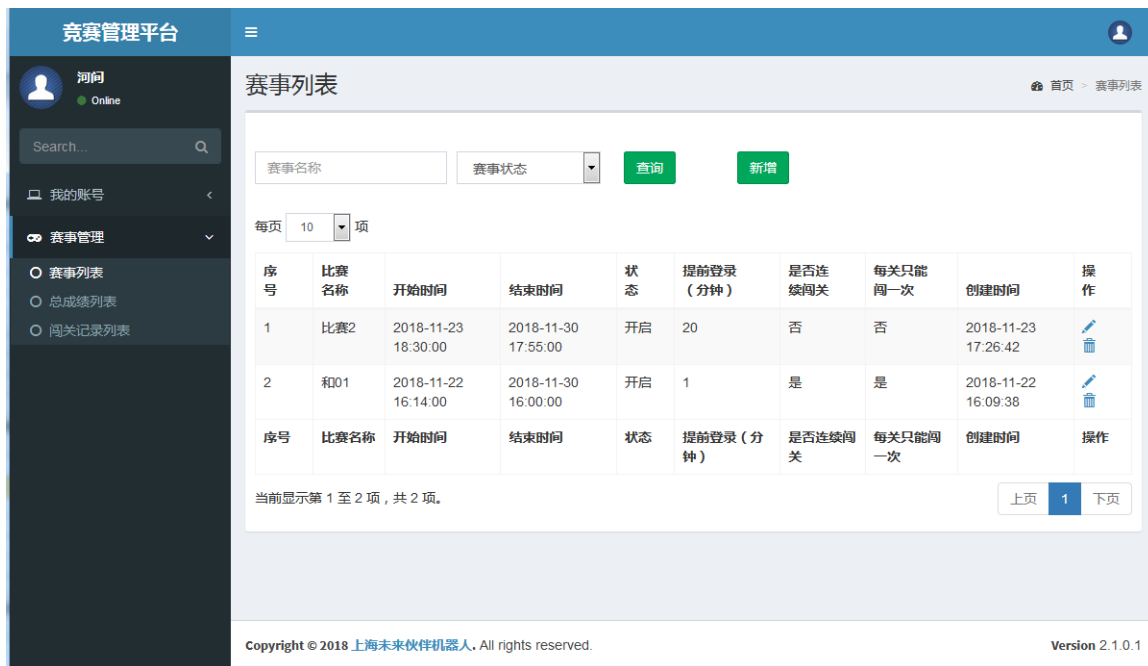 竞赛管理平台
河间
Online
Search...
我的账号
赛事管理
赛事列表
总成绩列表
闯关记录列表
赛事列表
首页 > 赛事列表
赛事名称 赛事状态 查询 新增
每页 10 项
序号 比赛名称 开始时间 结束时间 状态 提前登录（分钟） 是否连续闯关 每关只能闯一次 创建时间 操作
1 比赛2 2018-11-23 18:30:00 2018-11-30 17:55:00 开启 20 否 否 2018-11-23 17:26:42
2 和01 2018-11-22 16:14:00 2018-11-30 16:00:00 开启 1 是 是 2018-11-22 16:09:38
序号 比赛名称 开始时间 结束时间 状态 提前登录（分钟） 是否连续闯关 每关只能闯一次 创建时间 操作
当前显示第 1 至 2 项，共 2 项。
上页 1 下页
Copyright © 2018 上海未来伙伴机器人. All rights reserved.
Version 2.1.0.1